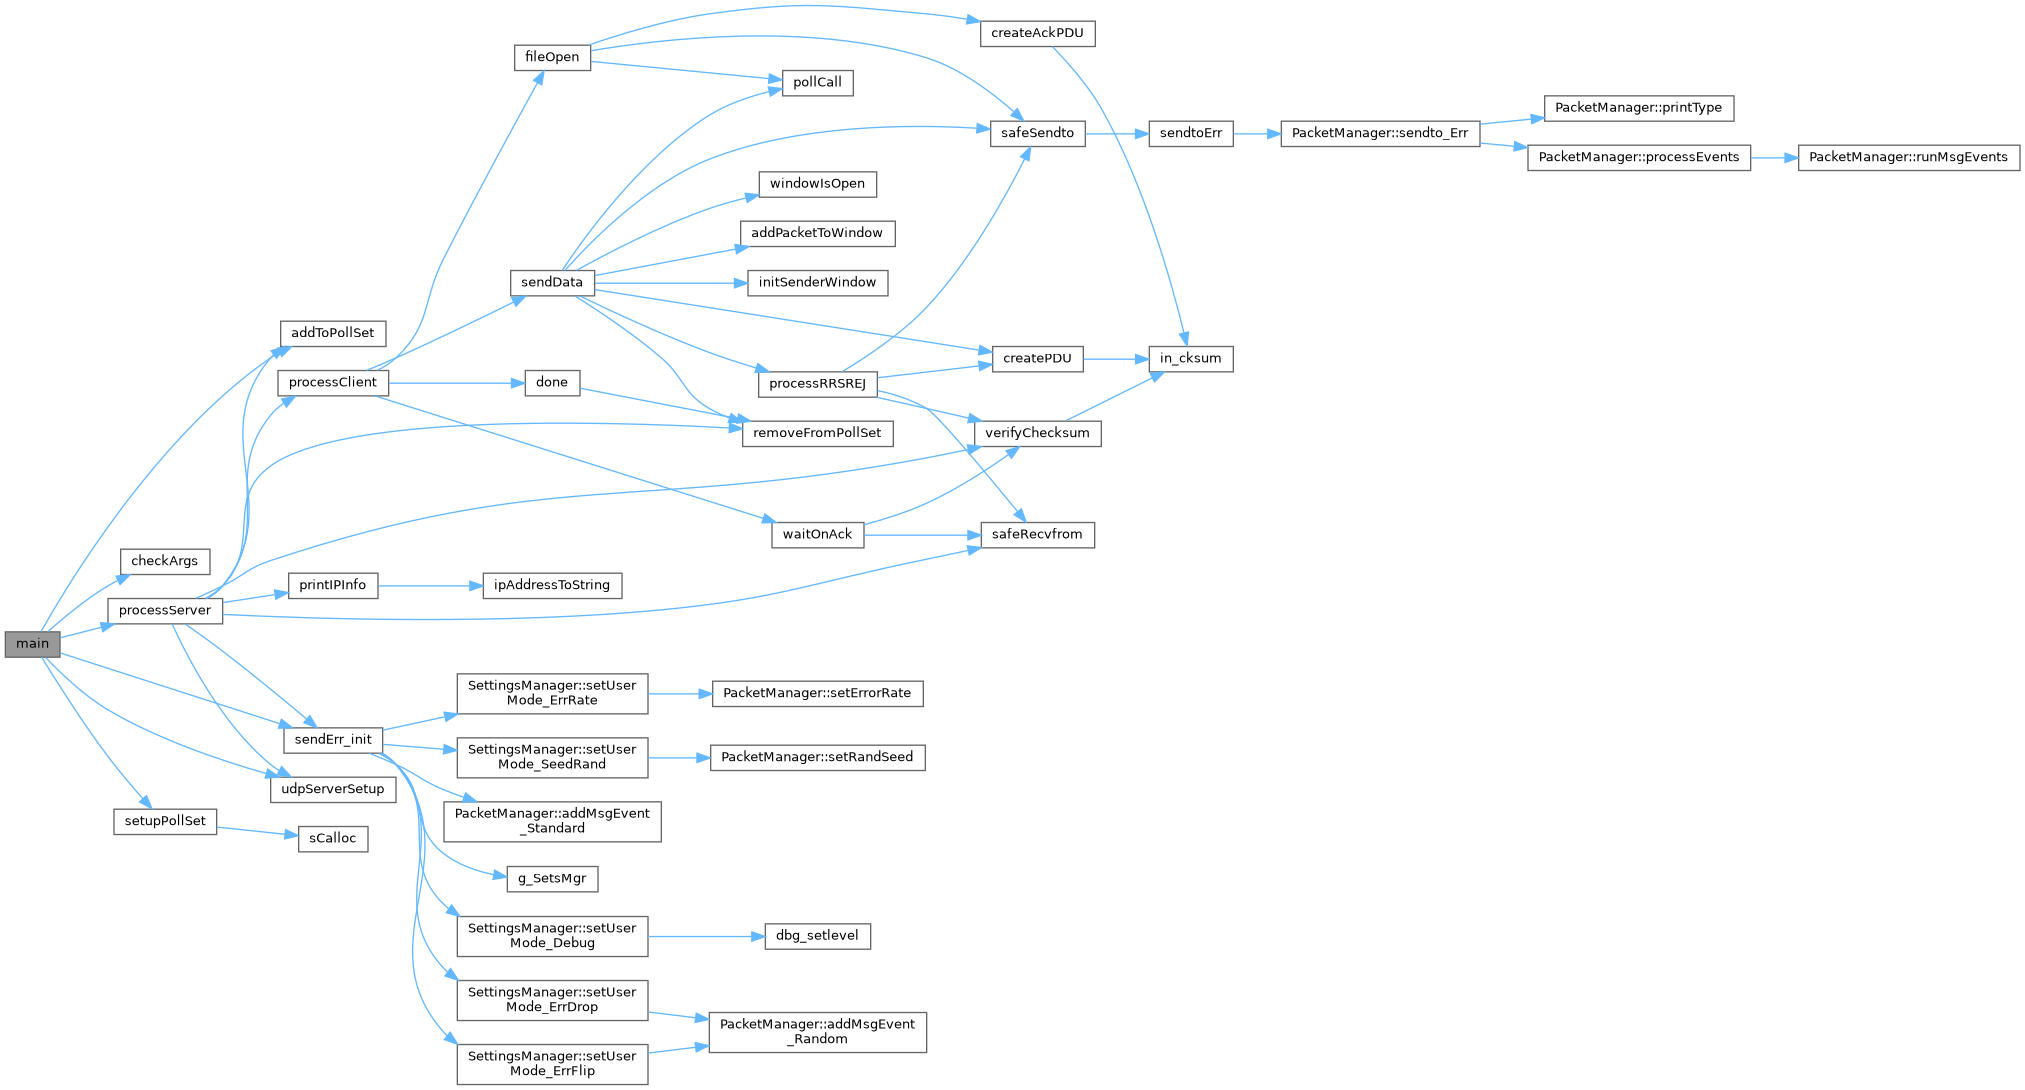 createAckPDU
fileOpen
pollCall
PacketManager::printType
safeSendto
sendtoErr
PacketManager::sendto_Err
PacketManager::processEvents
PacketManager::runMsgEvents
windowIsOpen
addPacketToWindow
sendData
initSenderWindow
addToPollSet
createPDU
in_cksum
processClient
done
processRRSREJ
removeFromPollSet
verifyChecksum
waitOnAck
safeRecvfrom
checkArgs
printIPInfo
ipAddressToString
processServer
main
SettingsManager::setUser
Mode_ErrRate
PacketManager::setErrorRate
sendErr_init
SettingsManager::setUser
Mode_SeedRand
PacketManager::setRandSeed
udpServerSetup
PacketManager::addMsgEvent
_Standard
setupPollSet
sCalloc
g_SetsMgr
SettingsManager::setUser
Mode_Debug
dbg_setlevel
SettingsManager::setUser
Mode_ErrDrop
PacketManager::addMsgEvent
_Random
SettingsManager::setUser
Mode_ErrFlip